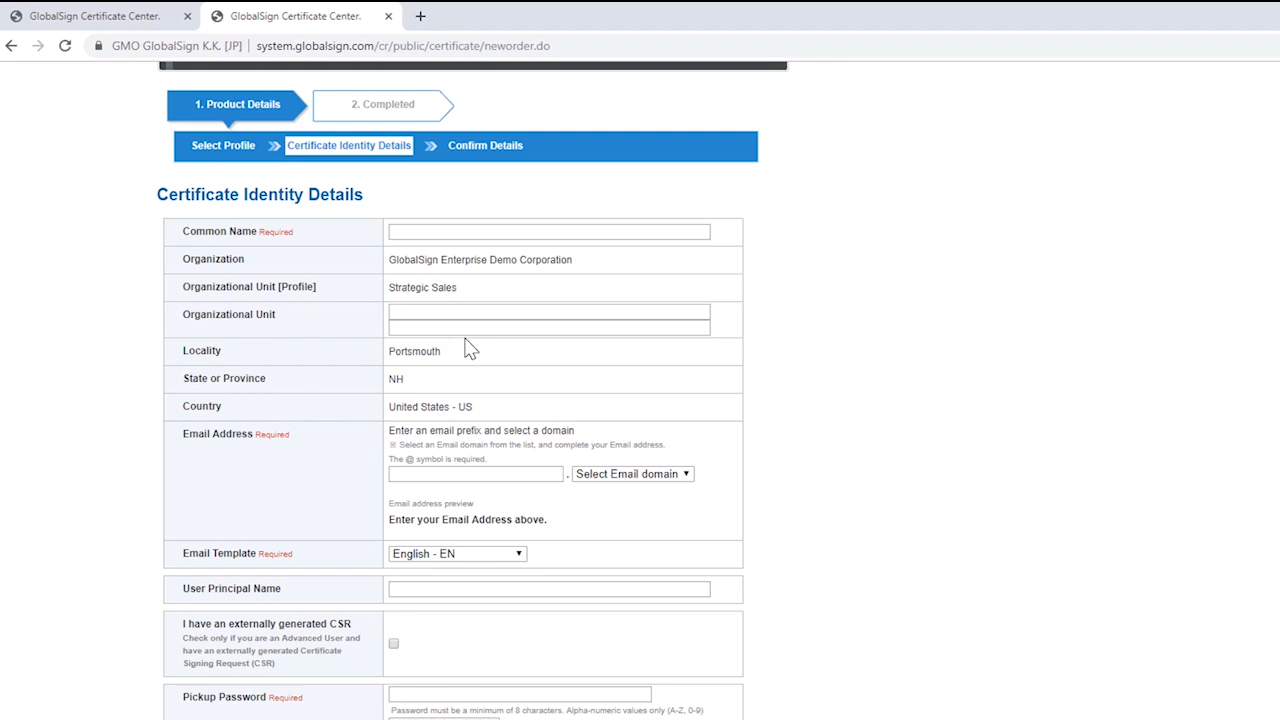 GlobalSign Certificate Center.
GlobalSign Certificate Center.
GMO GlobalSign K.K. [JP] system.globalsign.com/cr/public/certificate/neworder.do
1. Product Details
2. Completed
Select Profile
Certificate Identity Details
Confirm Details
Certificate Identity Details
Common Name Required
Organization
GlobalSign Enterprise Demo Corporation
Organizational Unit [Profile]
Strategic Sales
Organizational Unit
Locality
Portsmouth
State or Province
NH
Country
United States - US
Email Address Required
Enter an email prefix and select a domain
※ Select an Email domain from the list, and complete your Email address.
The @ symbol is required.
. Select Email domain
Email address preview
Enter your Email Address above.
Email Template Required
English - EN
User Principal Name
I have an externally generated CSR
Check only if you are an Advanced User and
have an externally generated Certificate
Signing Request (CSR)
Pickup Password Required
Password must be a minimum of 8 characters. Alpha-numeric values only (A-Z, 0-9)